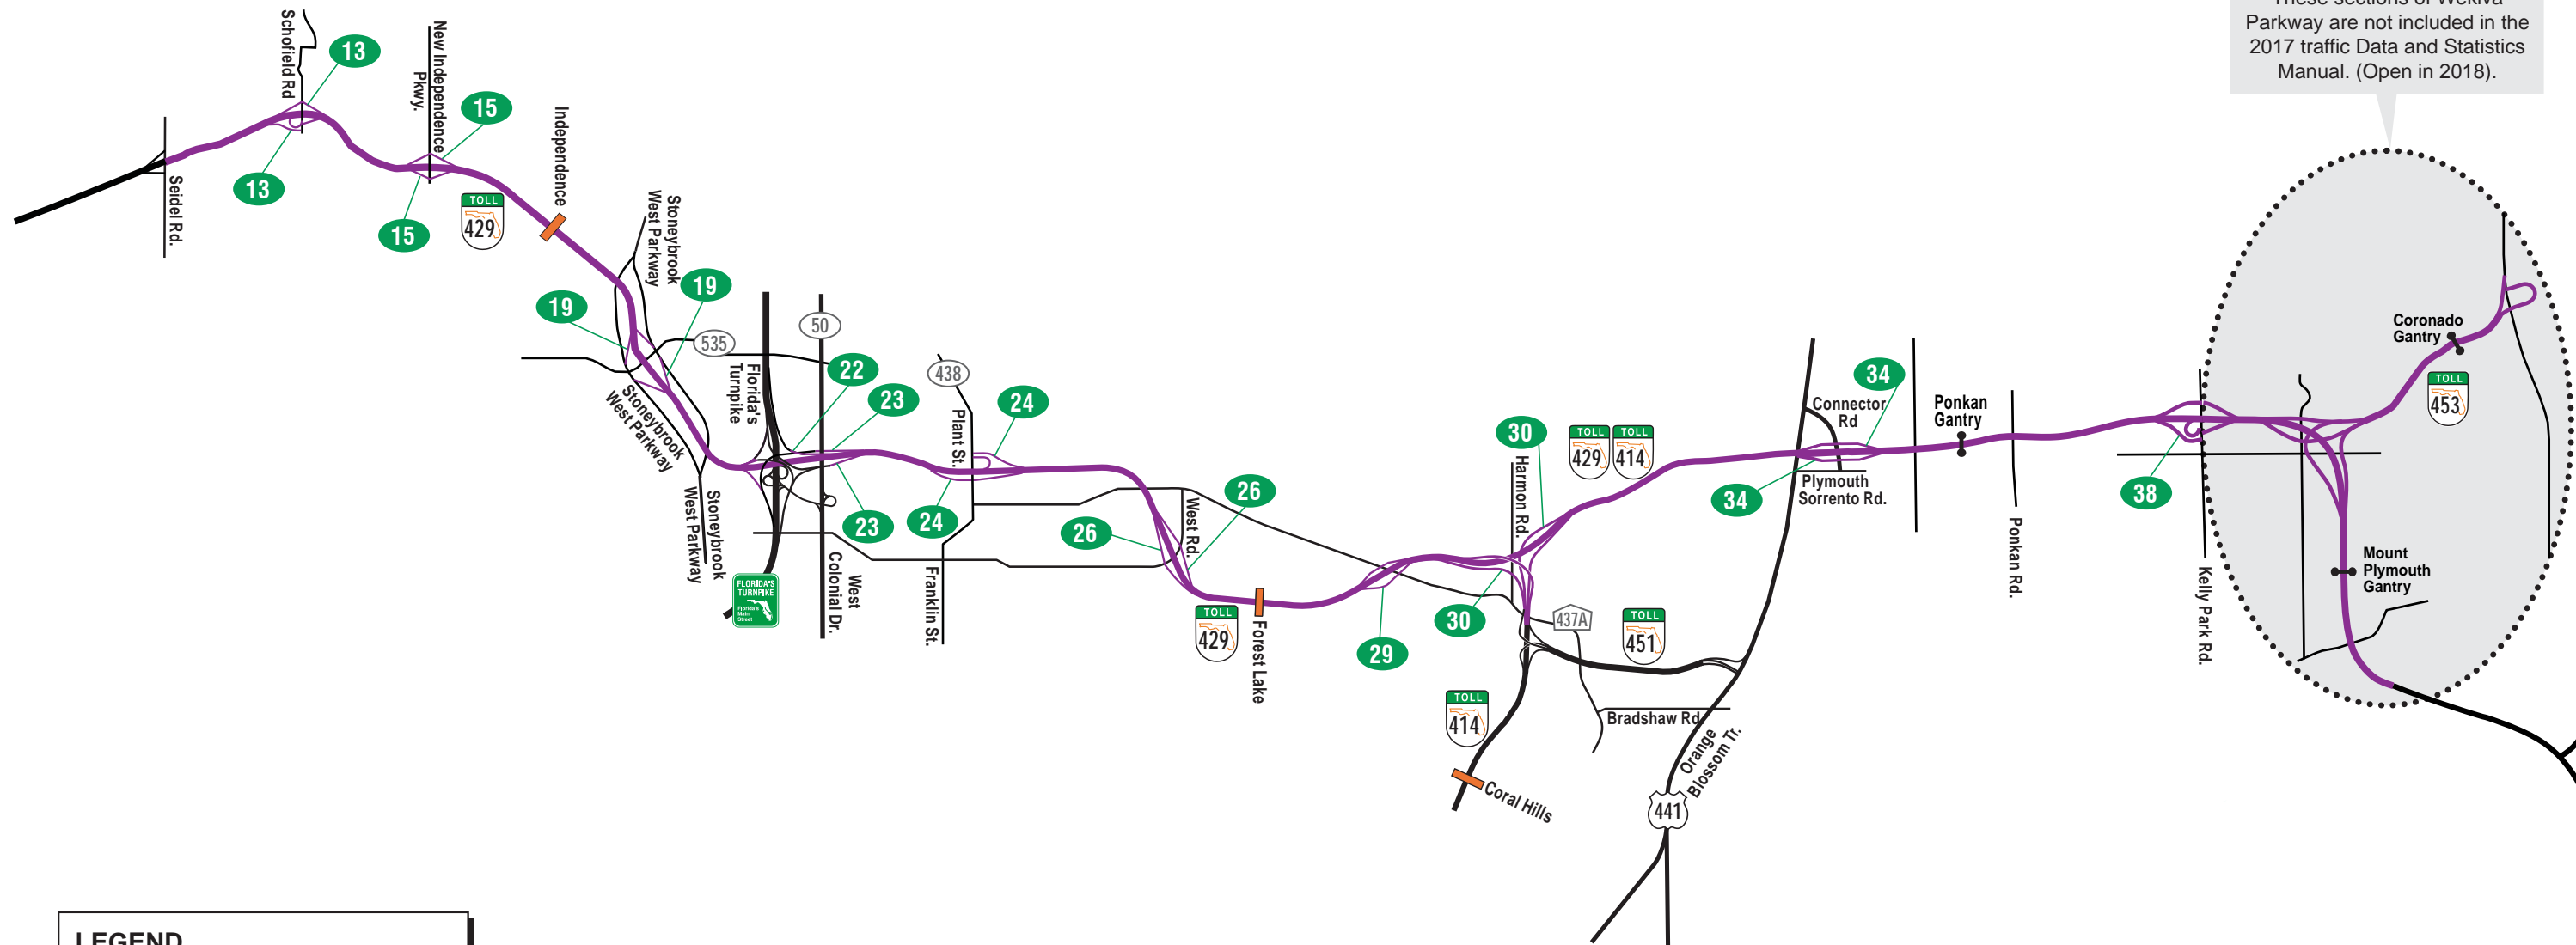 These sections of Wekiva
Parkway are not included in the
2017 traffic Data and Statistics
Manual. (Open in 2018).
Schofield Rd
13
New Independence
Pkwy.
15
Independence
13
Seidel Rd.
15
TOLL
429
Stoneybrook
West Parkway
19
19
535
50
Florida's
Turnpike
22
23
438
24
Plant St.
Stoneybrook
West Parkway
Stoneybrook
West Parkway
23
24
26
26
West Rd.
FLORIDA'S
TURNPIKE
Florida's
Main
Street
West
Colonial Dr.
Franklin St.
TOLL
429
Forest Lake
29
30
Harmon Rd.
30
TOLL
429
TOLL
414
437A
TOLL
451
TOLL
414
Coral Hills
Bradshaw Rd.
Orange
Blossom Tr.
441
34
Connector
Rd
34
Plymouth
Sorrento Rd.
Ponkan
Gantry
Ponkan Rd.
38
Kelly Park Rd.
Coronado
Gantry
TOLL
453
Mount
Plymouth
Gantry
LEGEND